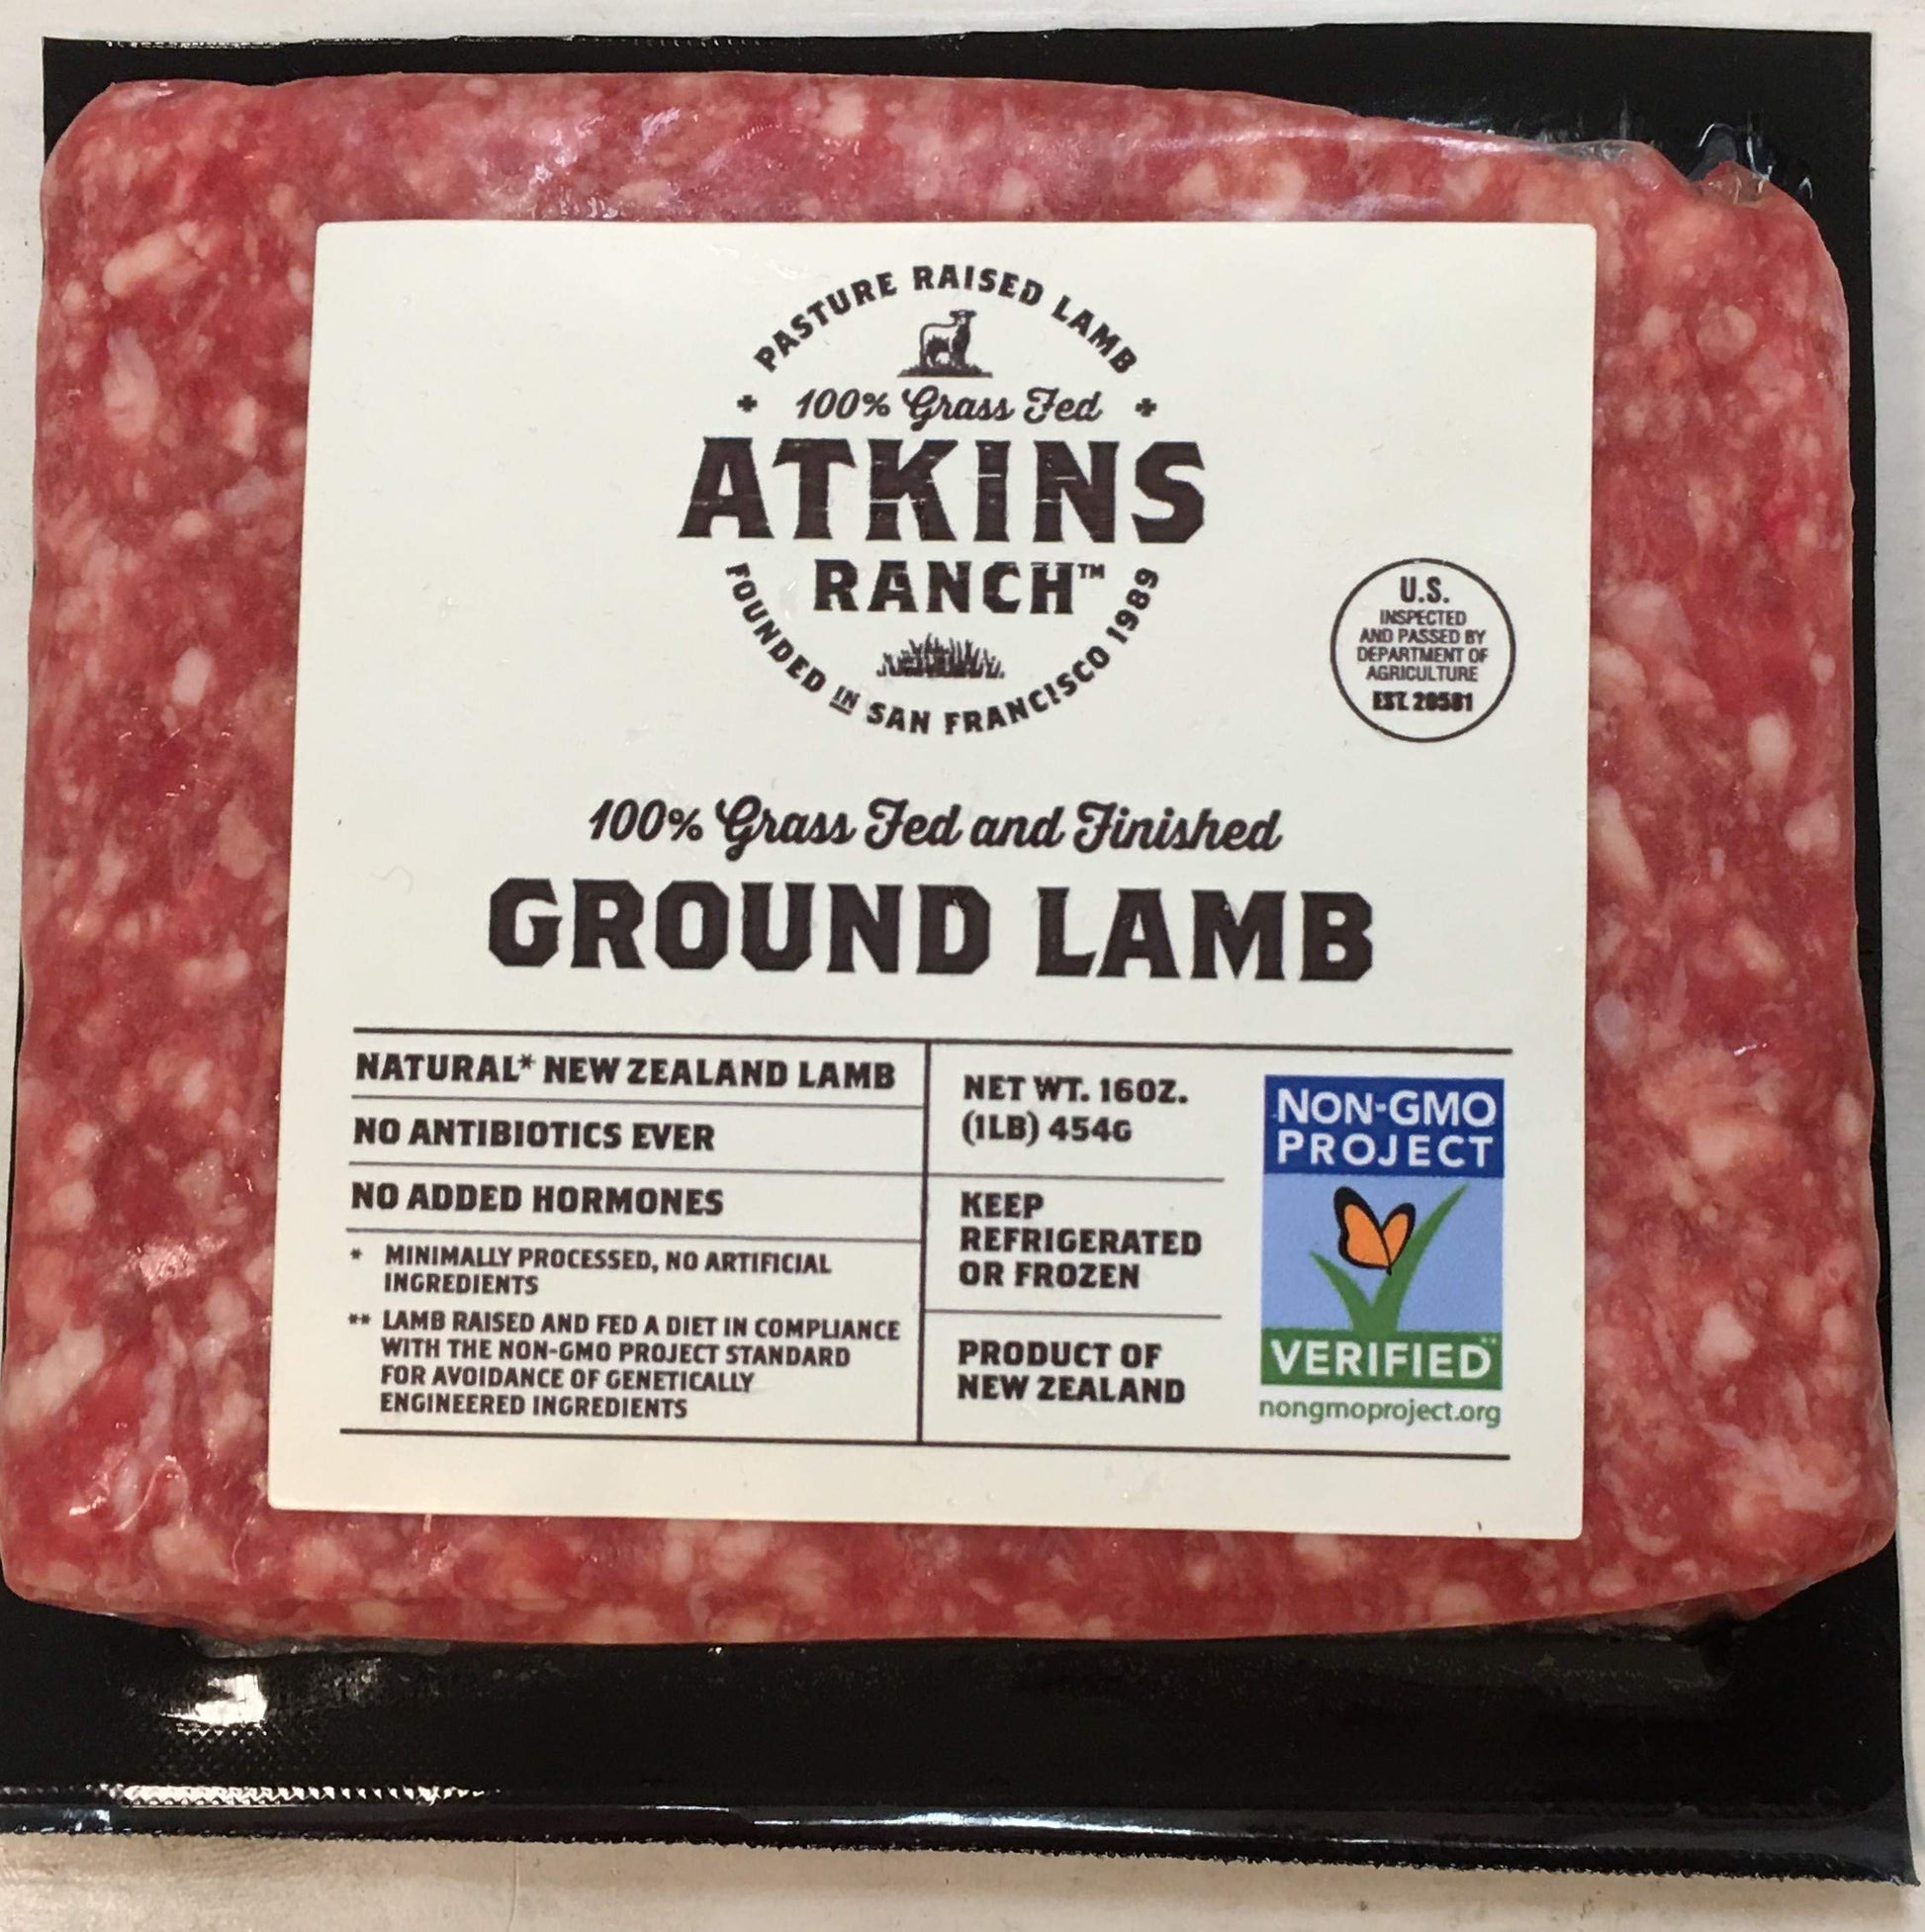 PASTURE RAISED LAMB
100% Grass Fed
ATKINS
RANCH™
FOUNDED IN SAN FRANCISCO 1989
U.S.
INSPECTED
AND PASSED BY
DEPARTMENT OF
AGRICULTURE
EST. 20581
100% Grass Fed and Finished
GROUND LAMB
NATURAL* NEW ZEALAND LAMB
NO ANTIBIOTICS EVER
NO ADDED HORMONES
* MINIMALLY PROCESSED, NO ARTIFICIAL
INGREDIENTS
** LAMB RAISED AND FED A DIET IN COMPLIANCE
WITH THE NON-GMO PROJECT STANDARD
FOR AVOIDANCE OF GENETICALLY
ENGINEERED INGREDIENTS
NET WT. 16OZ.
(1LB) 454G
KEEP
REFRIGERATED
OR FROZEN
PRODUCT OF
NEW ZEALAND
NON-GMO
PROJECT
VERIFIED**
nongmoproject.org